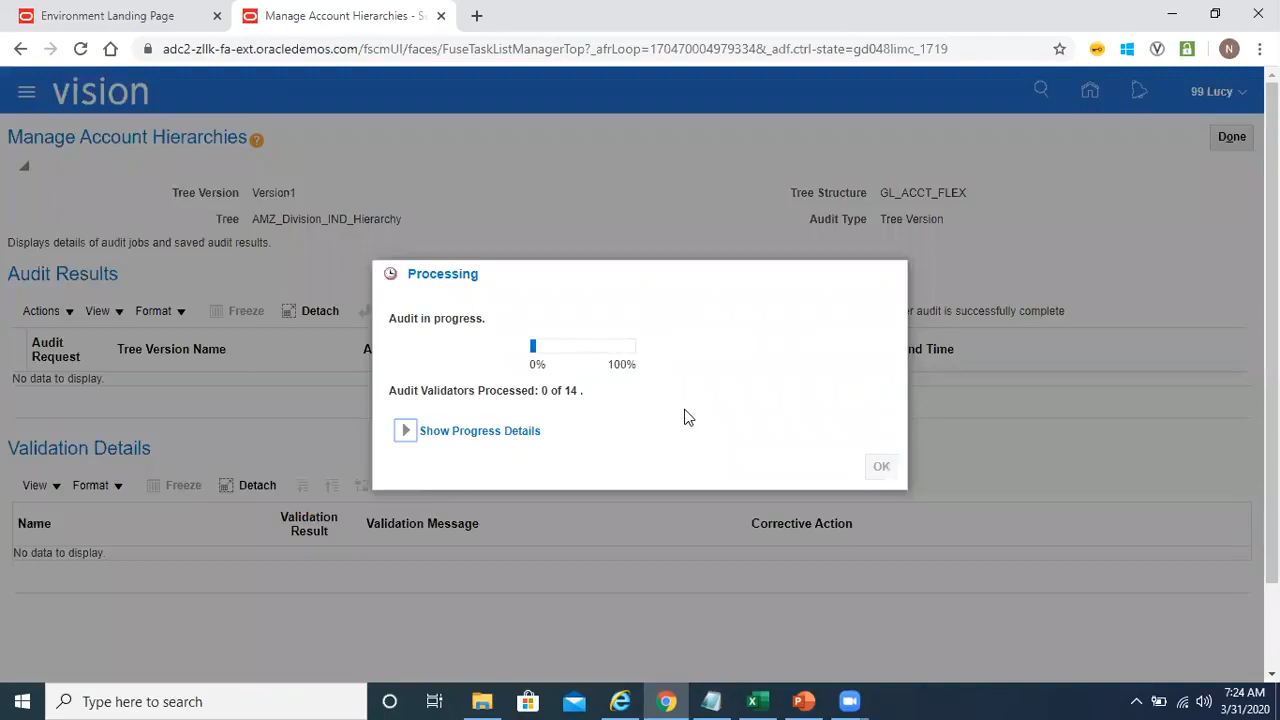 Environment Landing Page
Manage Account Hierarchies - Se
adc2-zllk-fa-ext.oracledemos.com/fscmUI/faces/FuseTaskListManagerTop?_afrLoop=170470004979334&_adf.ctrl-state=gd048limc_1719
N
vision
99 Lucy
Manage Account Hierarchies ?
Done
Tree Version Version1
Tree Structure GL_ACCT_FLEX
Tree AMZ_Division_IND_Hierarchy
Audit Type Tree Version
Displays details of audit jobs and saved audit results.
Audit Results
Actions View Format Freeze Detach
er audit is successfully complete
Audit Request
Tree Version Name
A
nd Time
No data to display.
Processing
Audit in progress.
0% 100%
Audit Validators Processed: 0 of 14 .
Show Progress Details
OK
Validation Details
View Format Freeze Detach
Name
Validation Result
Validation Message
Corrective Action
No data to display.
Type here to search
7:24 AM
3/31/2020